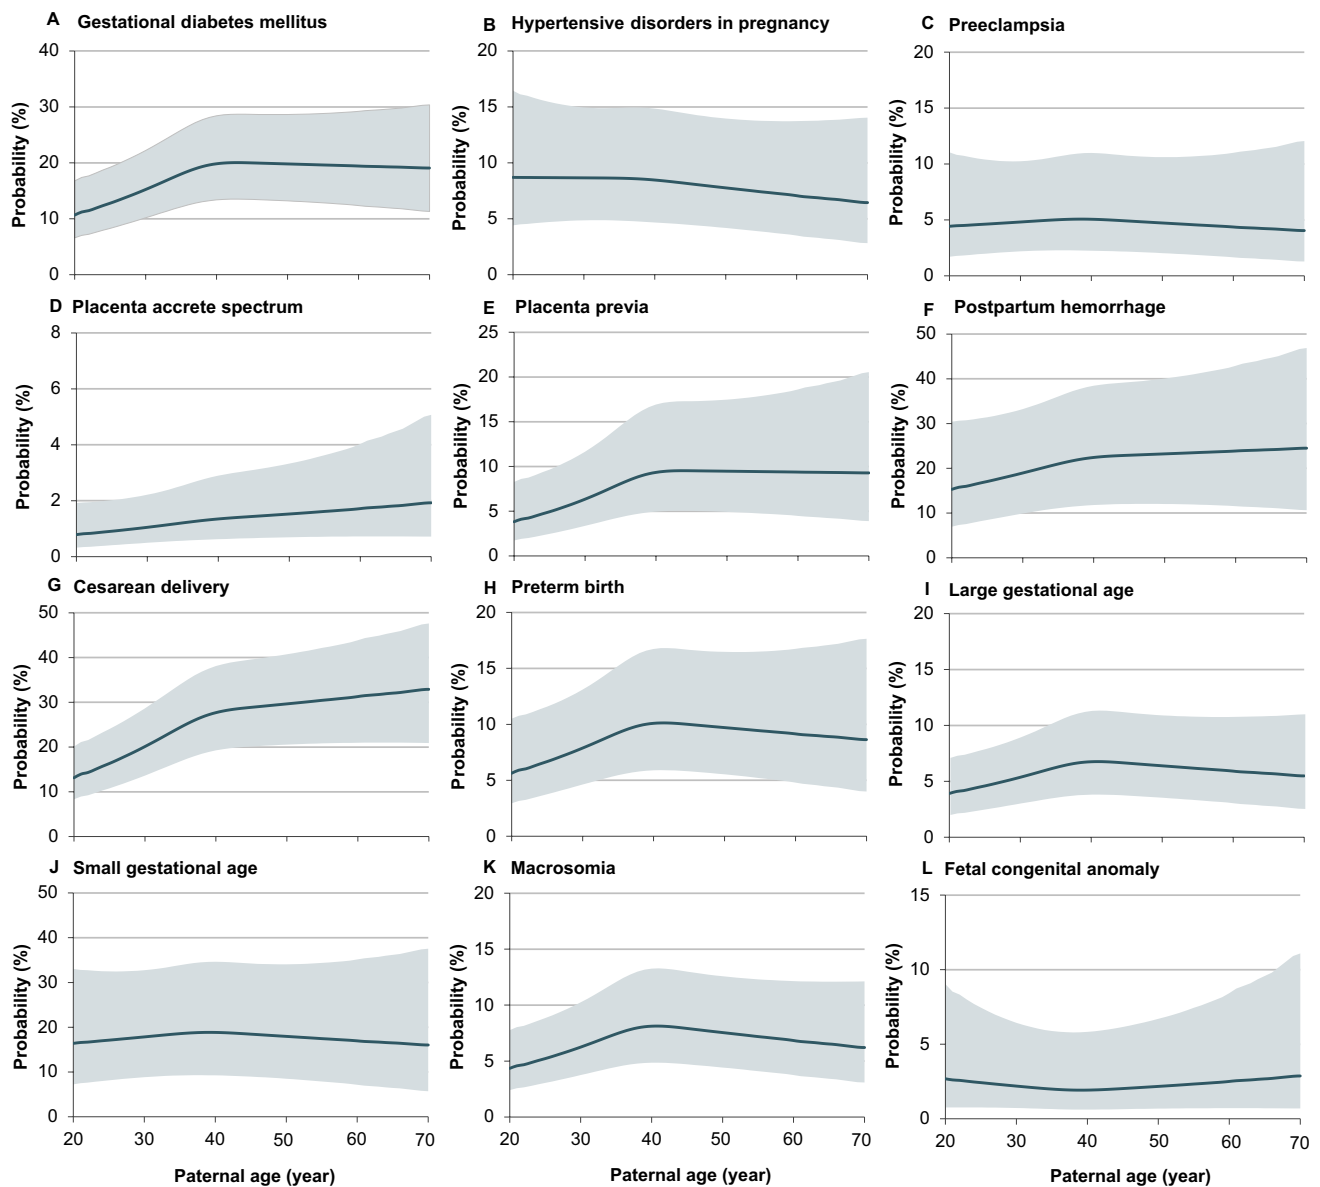 A Gestational diabetes mellitus
Probability (%)
40
30
20
10
0
B Hypertensive disorders in pregnancy
Probability (%)
20
15
10
5
0
C Preeclampsia
Probability (%)
20
15
10
5
0
D Placenta accrete spectrum
Probability (%)
8
6
4
2
0
E Placenta previa
Probability (%)
25
20
15
10
5
0
F Postpartum hemorrhage
Probability (%)
50
40
30
20
10
0
G Cesarean delivery
Probability (%)
50
40
30
20
10
0
H Preterm birth
Probability (%)
20
15
10
5
0
I Large gestational age
Probability (%)
20
15
10
5
0
J Small gestational age
Probability (%)
50
40
30
20
10
0
20 30 40 50 60 70
Paternal age (year)
K Macrosomia
Probability (%)
20
15
10
5
0
20 30 40 50 60 70
Paternal age (year)
L Fetal congenital anomaly
Probability (%)
15
10
5
0
20 30 40 50 60 70
Paternal age (year)